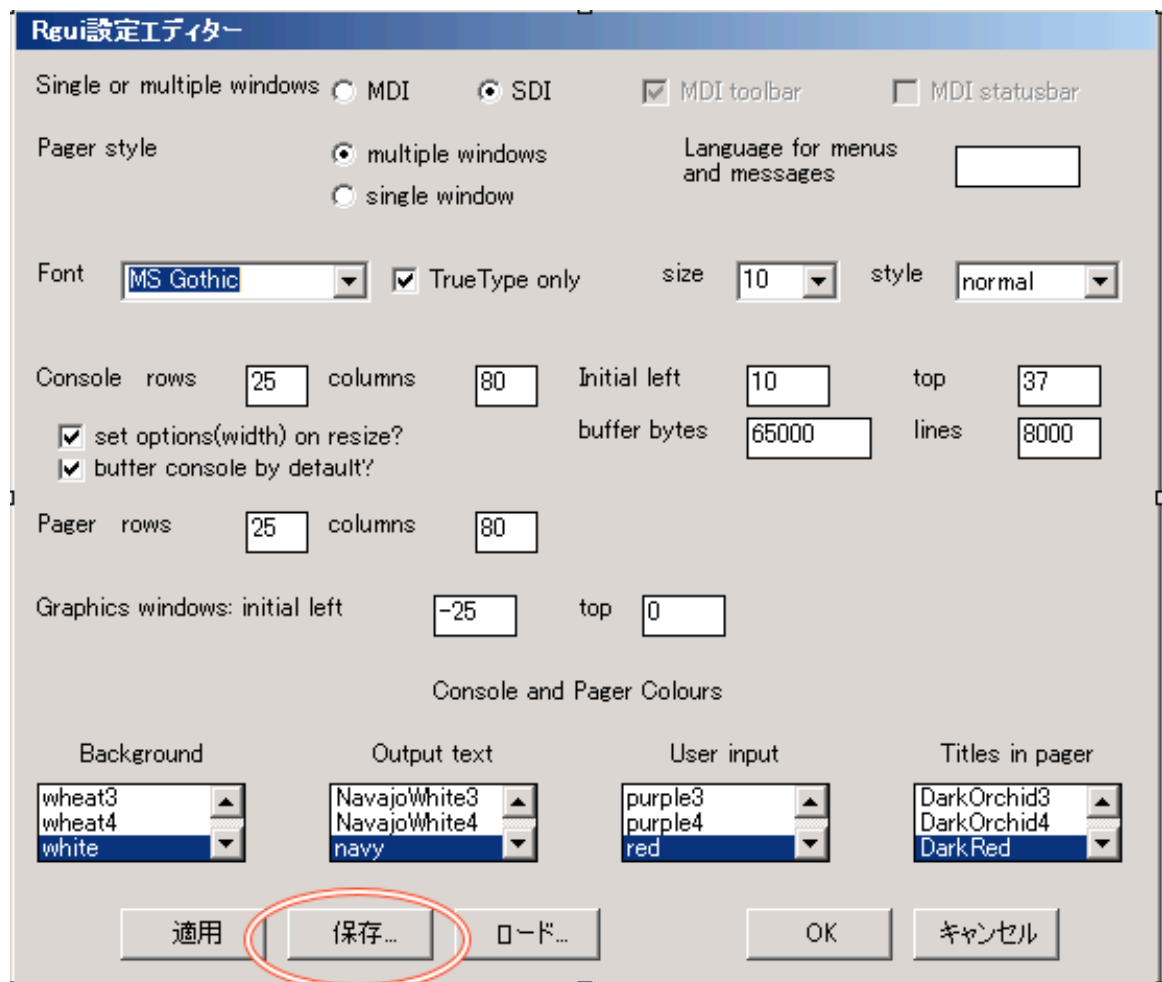 Rgui設定エディター
Single or multiple windows MDI SDI MDI toolbar MDI statusbar
Pager style multiple windows Language for menus
and messages
single window
Font MS Gothic TrueType only size 10 style normal
Console rows 25 columns 80 Initial left 10 top 37
set options(width) on resize? buffer bytes 65000 lines 8000
buffer console by default?
Pager rows 25 columns 80
Graphics windows: initial left -25 top 0
Console and Pager Colours
Background Output text User input Titles in pager
wheat3 NavajoWhite3 purple3 DarkOrchid3
wheat4 NavajoWhite4 purple4 DarkOrchid4
white navy red DarkRed
適用 保存... ロード... OK キャンセル